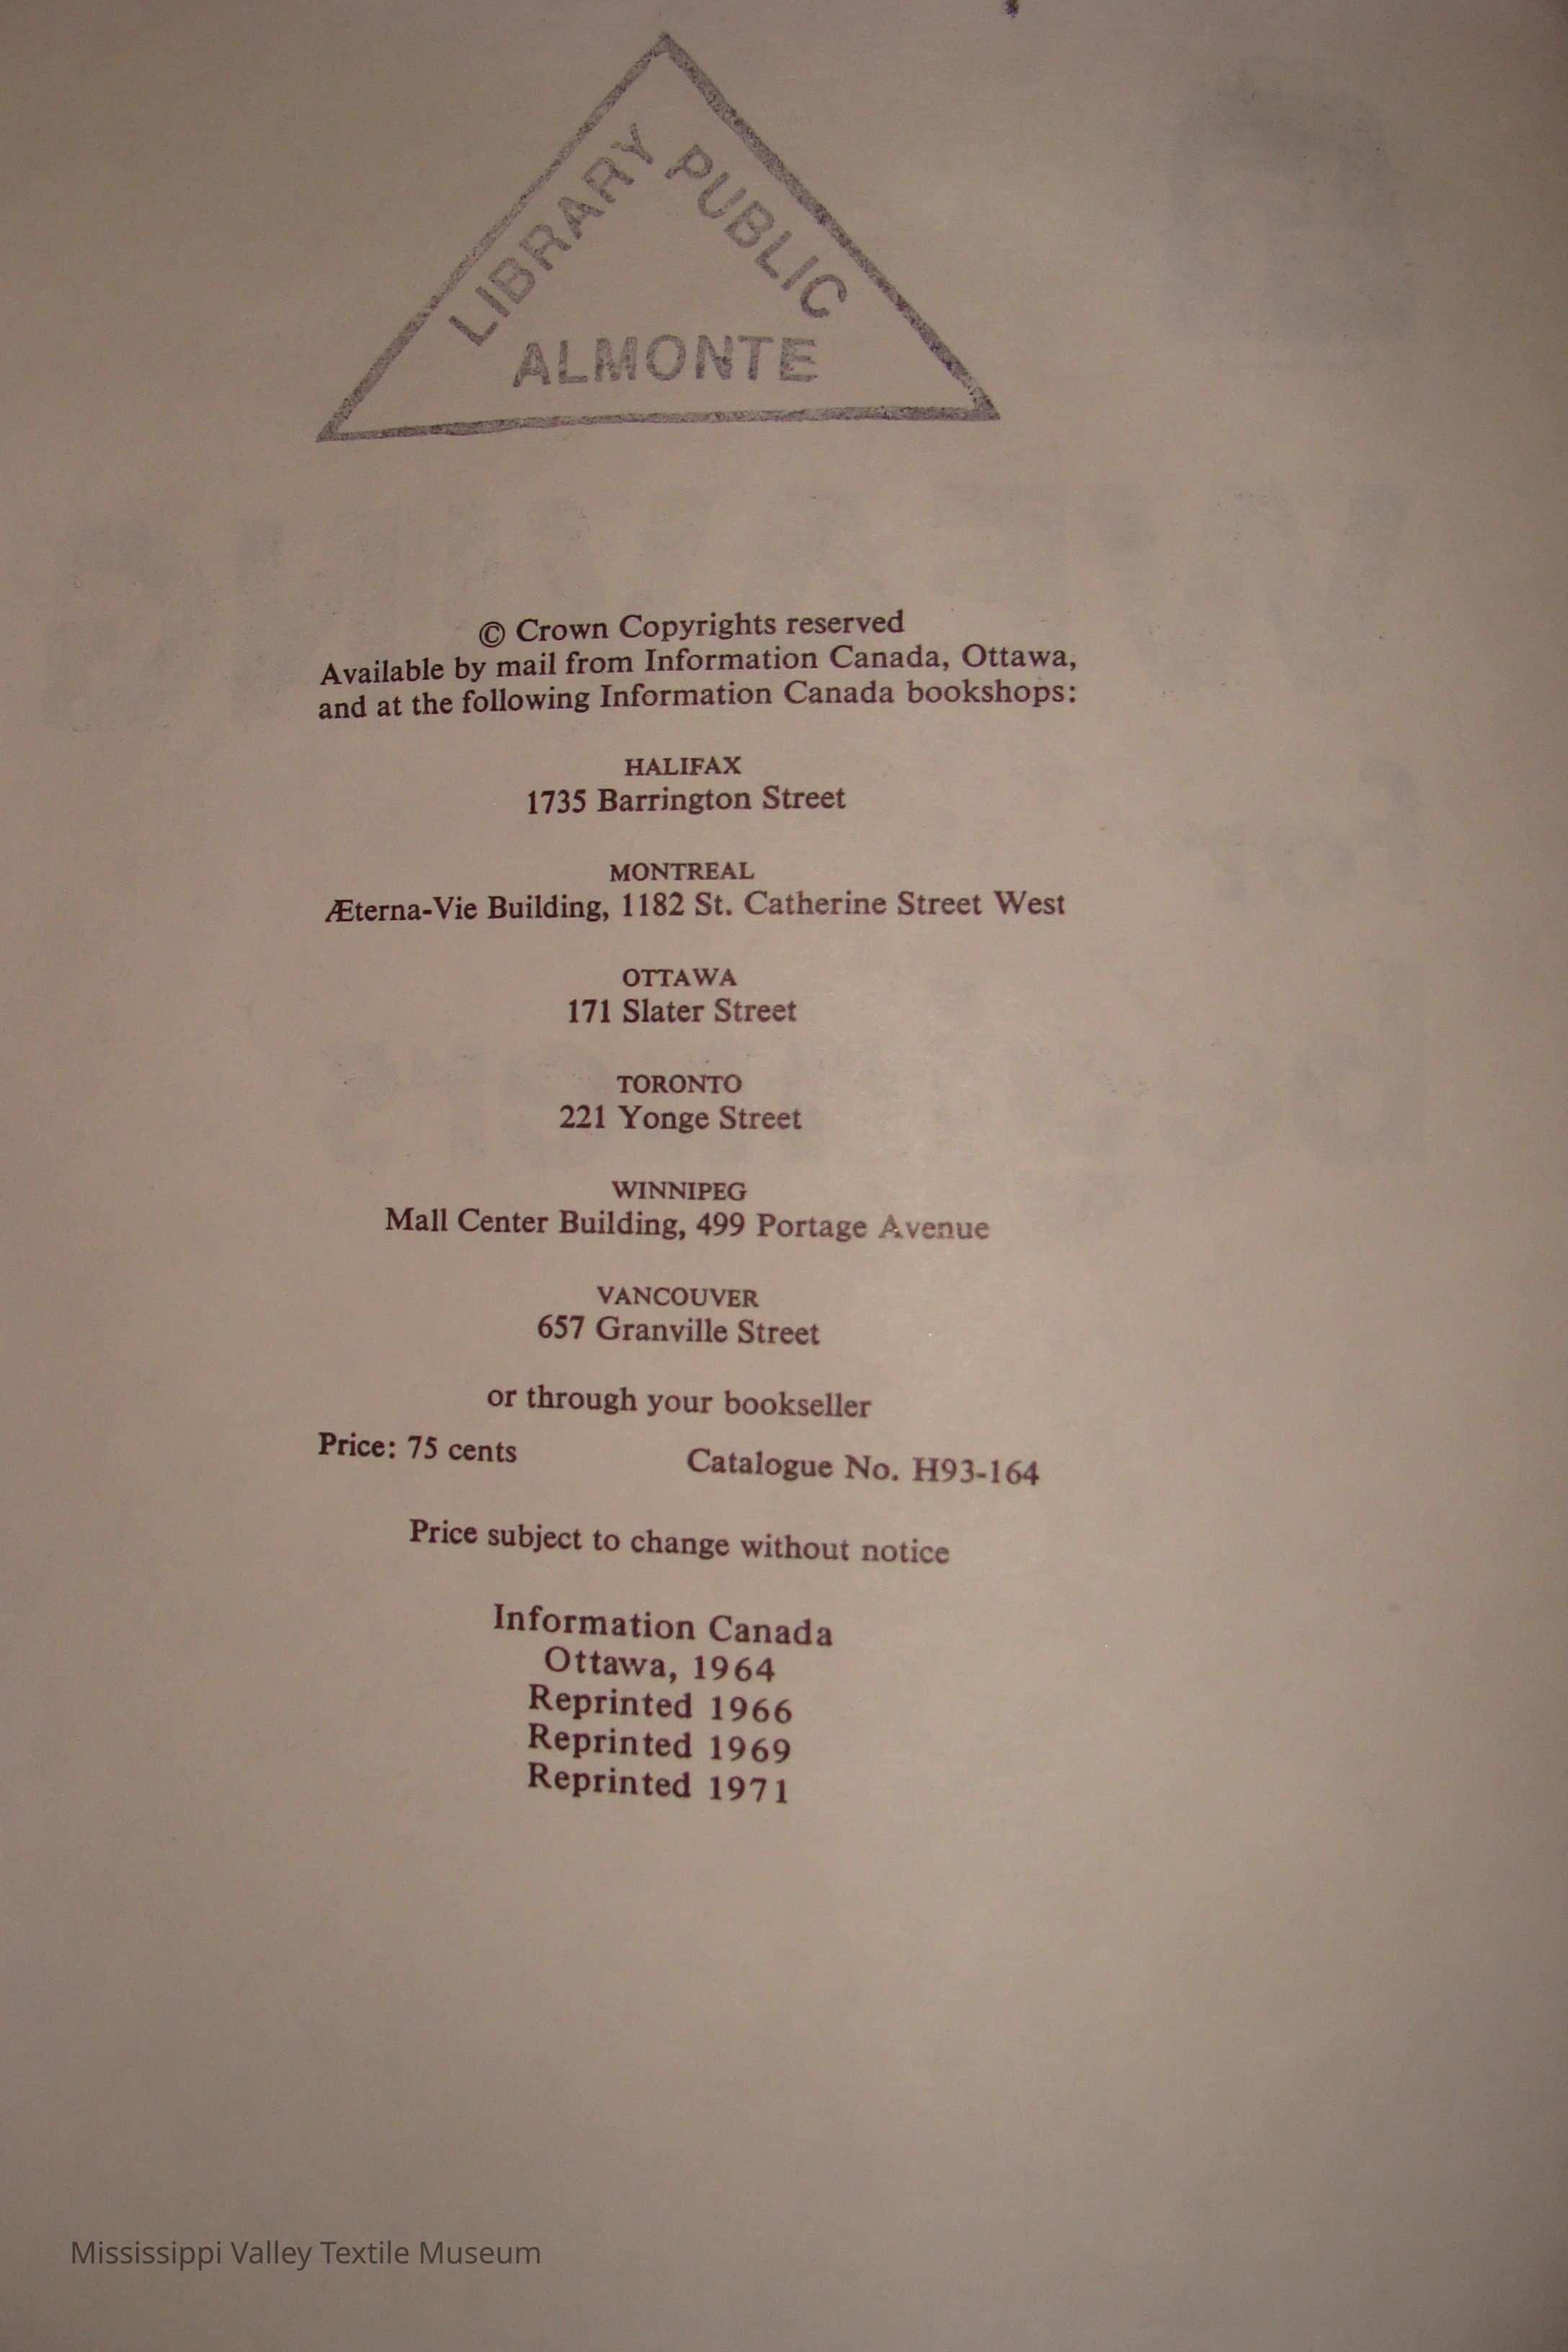 LIBRARY
PUBLIC
ALMONTE
© Crown Copyrights reserved
Available by mail from Information Canada, Ottawa,
and at the following Information Canada bookshops:
HALIFAX
1735 Barrington Street
MONTREAL
Æterna-Vie Building, 1182 St. Catherine Street West
OTTAWA
171 Slater Street
TORONTO
221 Yonge Street
WINNIPEG
Mall Center Building, 499 Portage Avenue
VANCOUVER
657 Granville Street
or through your bookseller
Price: 75 cents Catalogue No. H93-164
Price subject to change without notice
Information Canada
Ottawa, 1964
Reprinted 1966
Reprinted 1969
Reprinted 1971
Mississippi Valley Textile Museum